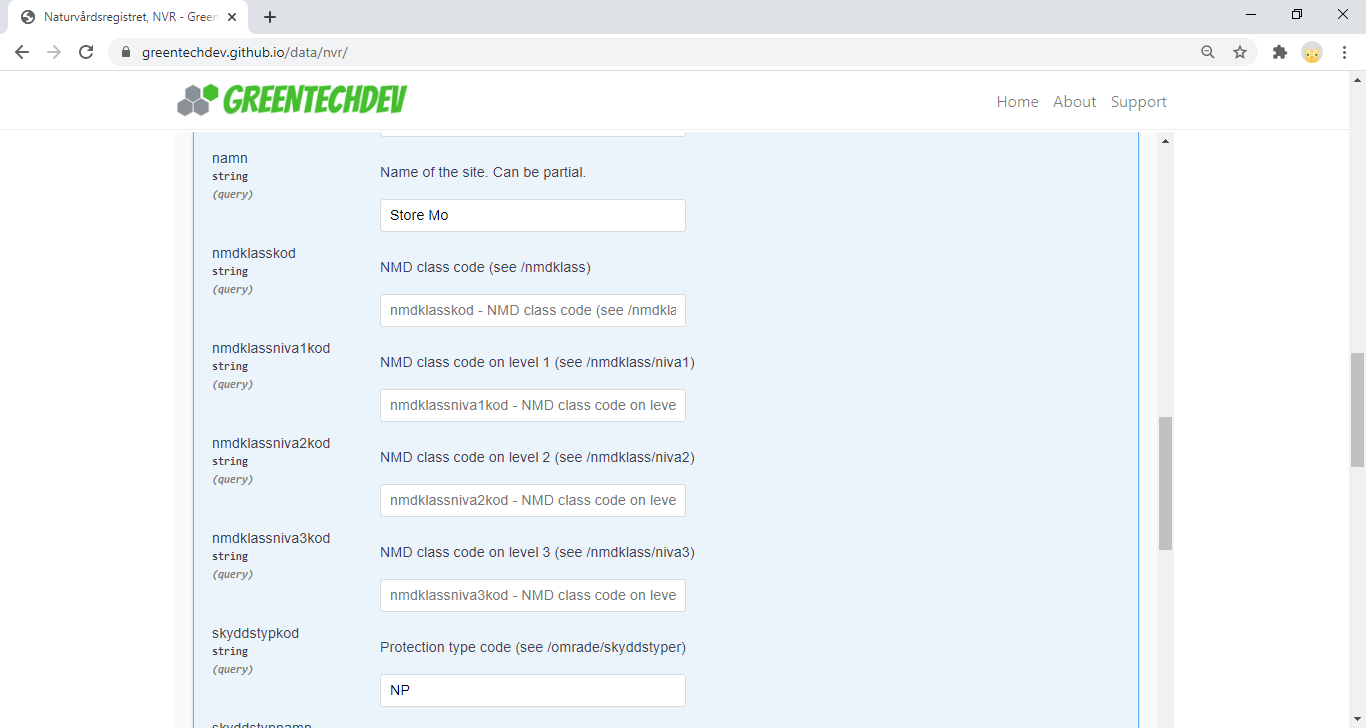 Naturvårdsregistret, NVR - Green
greentechdev.github.io/data/nvr/
GREENTECHDEV
Home About Support
namn
string
(query)
Name of the site. Can be partial.
Store Mo
nmdklasskod
string
(query)
NMD class code (see /nmdklass)
nmdklasskod - NMD class code (see /nmdkla
nmdklassniva1kod
string
(query)
NMD class code on level 1 (see /nmdklass/niva1)
nmdklassniva1kod - NMD class code on leve
nmdklassniva2kod
string
(query)
NMD class code on level 2 (see /nmdklass/niva2)
nmdklassniva2kod - NMD class code on leve
nmdklassniva3kod
string
(query)
NMD class code on level 3 (see /nmdklass/niva3)
nmdklassniva3kod - NMD class code on leve
skyddstypkod
string
(query)
Protection type code (see /omrade/skyddstyper)
NP
skyddstypnamn